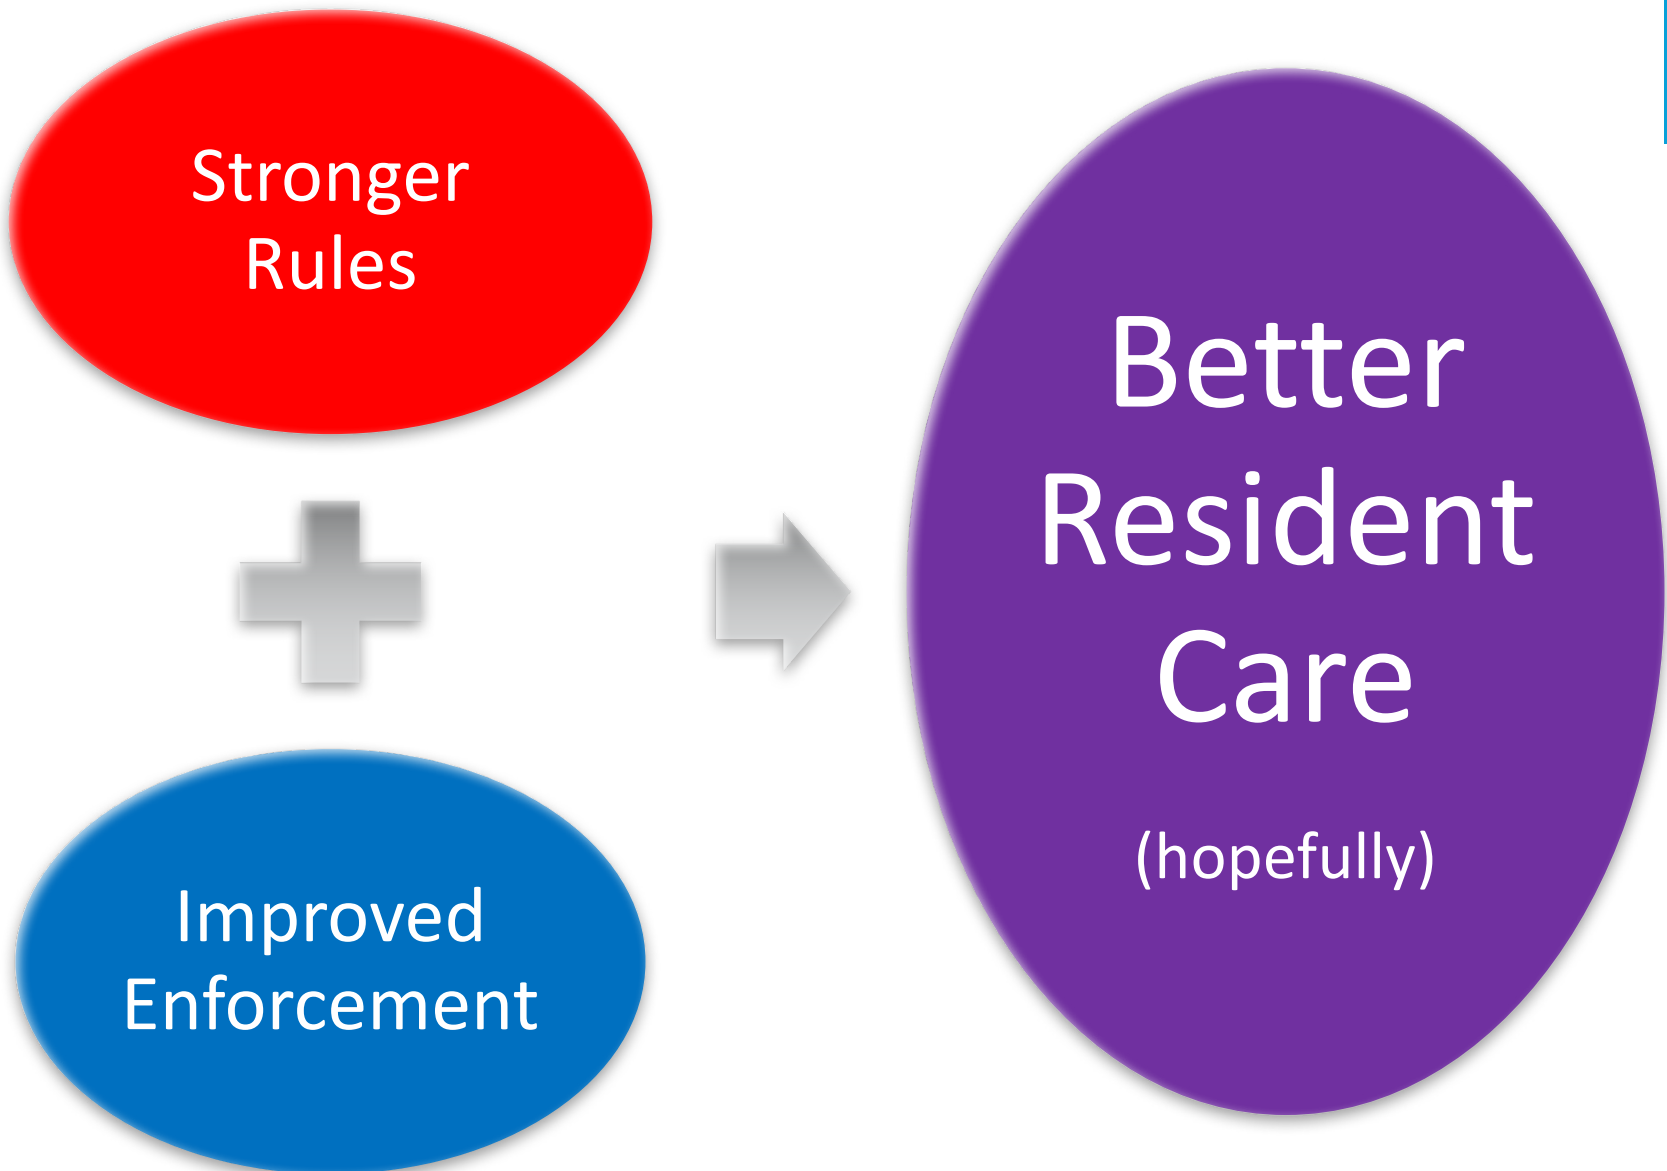 Stronger
Rules
Improved
Enforcement
Better
Resident
Care
(hopefully)